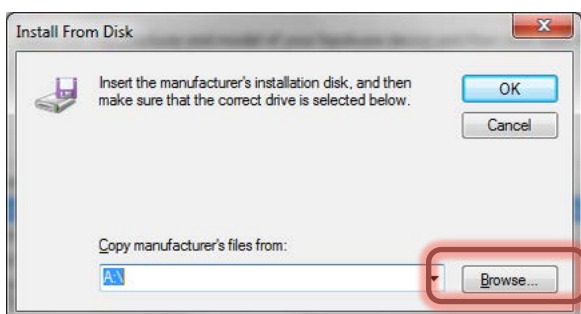 Install From Disk
Insert the manufacturer's installation disk, and then
make sure that the correct drive is selected below.
OK
Cancel
Copy manufacturer's files from:
A:\
Browse...